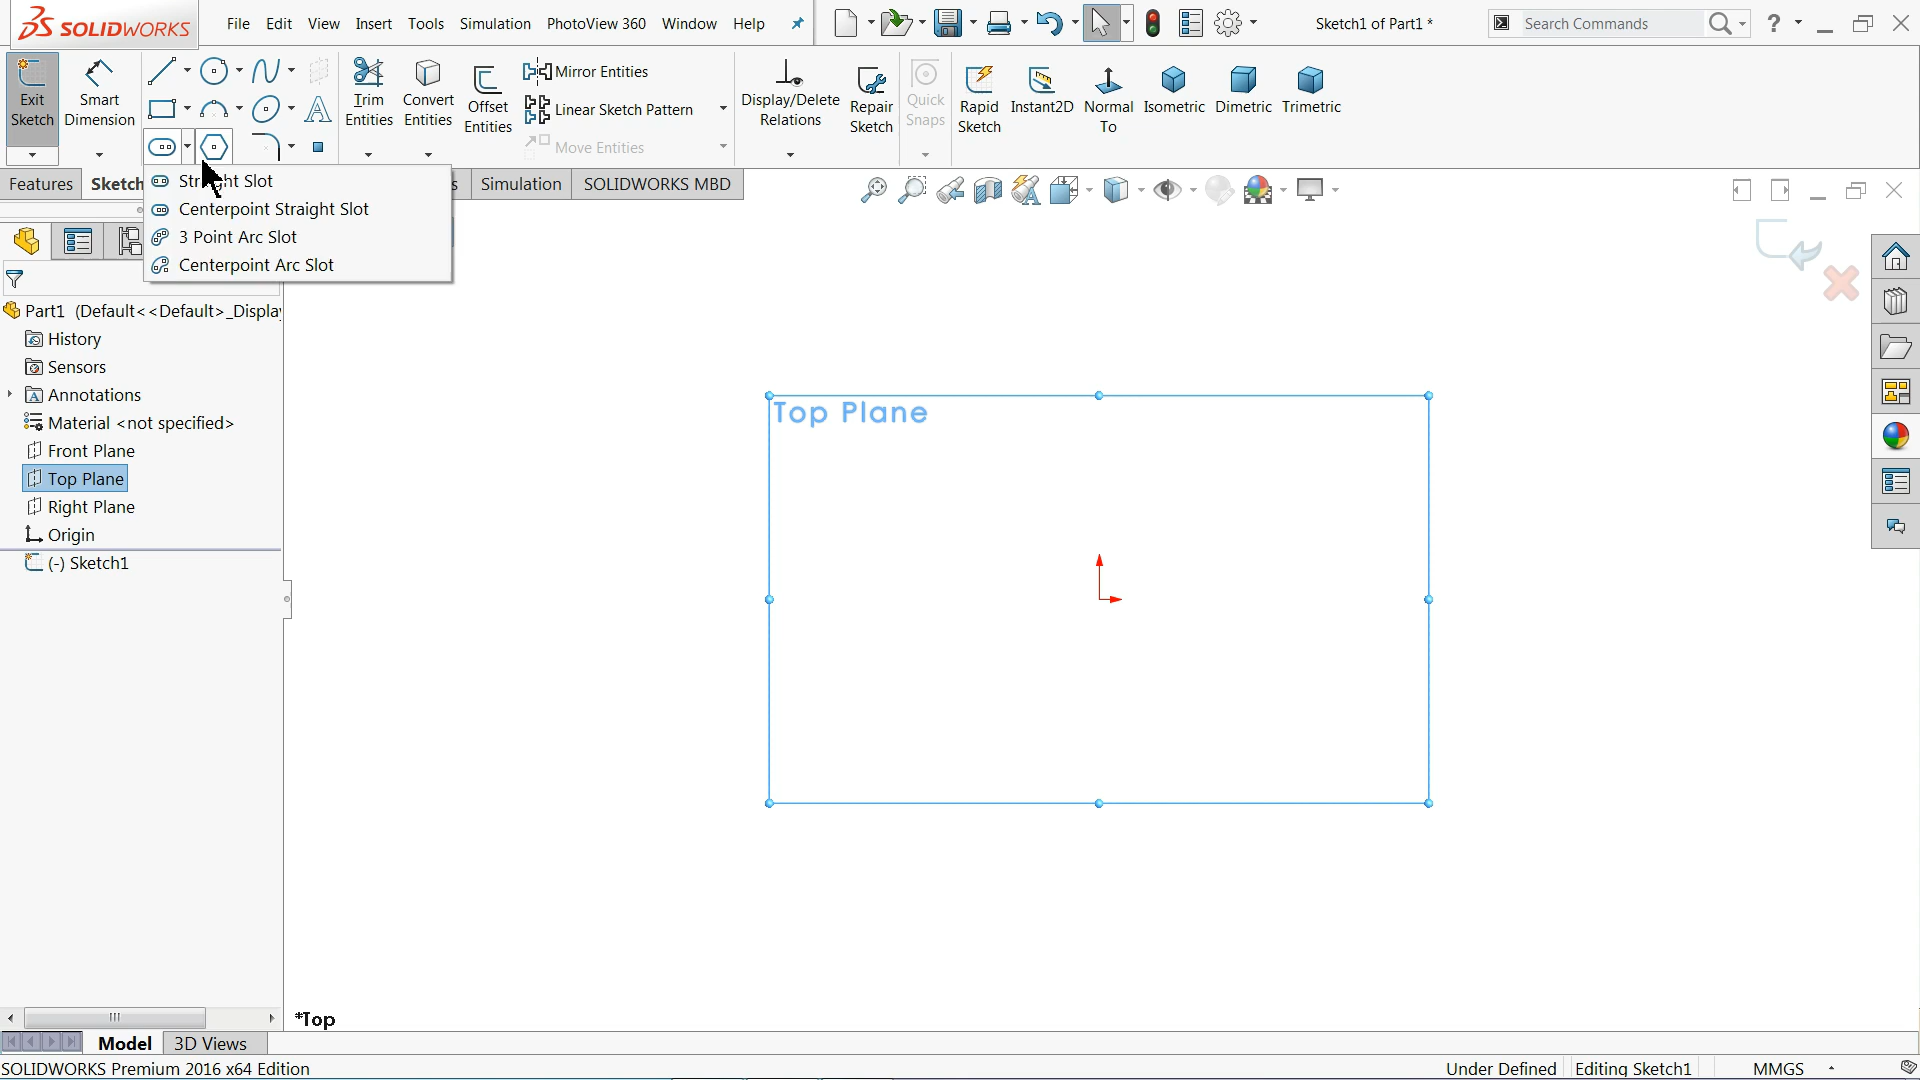 SOLIDWORKS
File Edit View Insert Tools Simulation PhotoView 360 Window Help
Sketch1 of Part1 *
Search Commands
?
Exit Sketch
Smart Dimension
Trim Entities
Convert Entities
Offset Entities
Mirror Entities
Linear Sketch Pattern
Move Entities
Display/Delete Relations
Repair Sketch
Quick Snaps
Rapid Sketch
Instant2D
Normal To
Isometric
Dimetric
Trimetric
Features
Sketch
Simulation
SOLIDWORKS MBD
Straight Slot
Centerpoint Straight Slot
3 Point Arc Slot
Centerpoint Arc Slot
Part1 (Default<<Default>_Displa
History
Sensors
Annotations
Material <not specified>
Front Plane
Top Plane
Right Plane
Origin
(-) Sketch1
Top Plane
*Top
Model
3D Views
SOLIDWORKS Premium 2016 x64 Edition
Under Defined
Editing Sketch1
MMGS